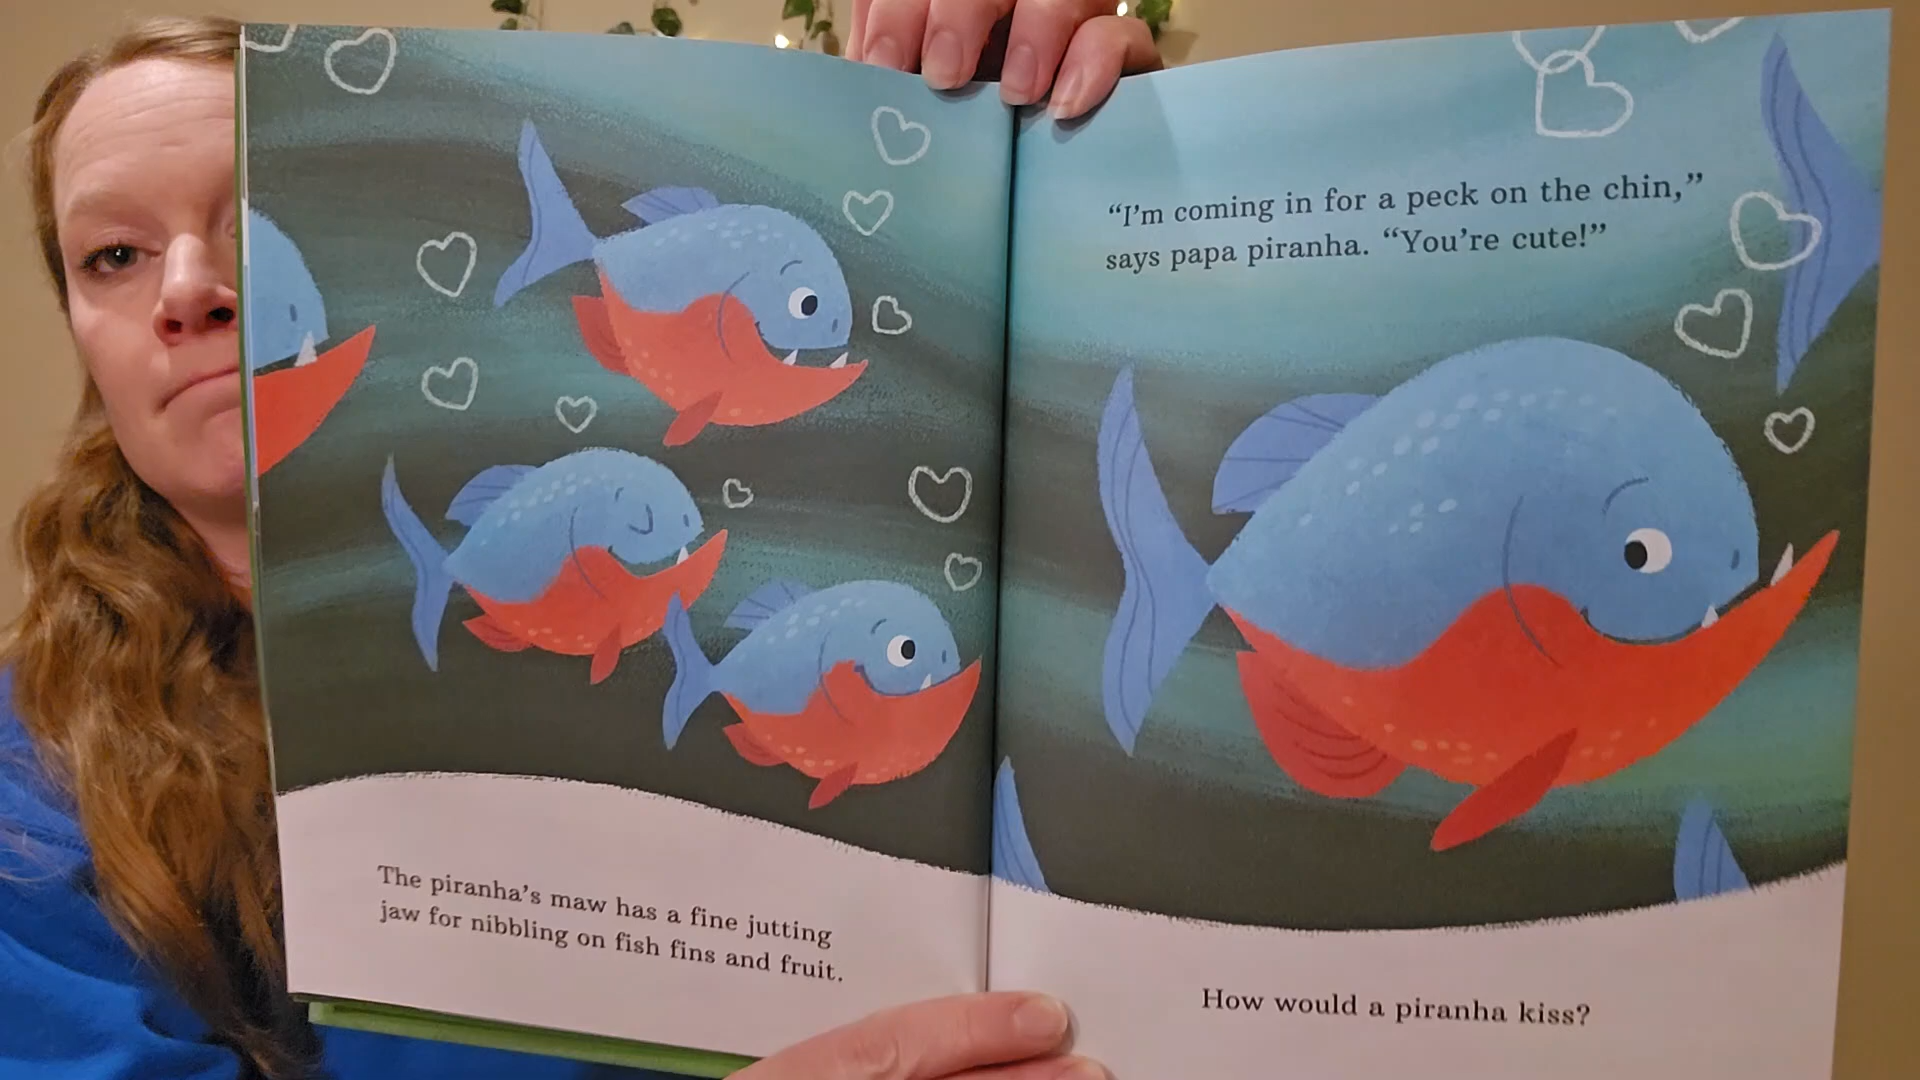 The piranha's maw has a fine jutting
jaw for nibbling on fish fins and fruit.
“I'm coming in for a peck on the chin,”
says papa piranha. “You're cute!”
How would a piranha kiss?